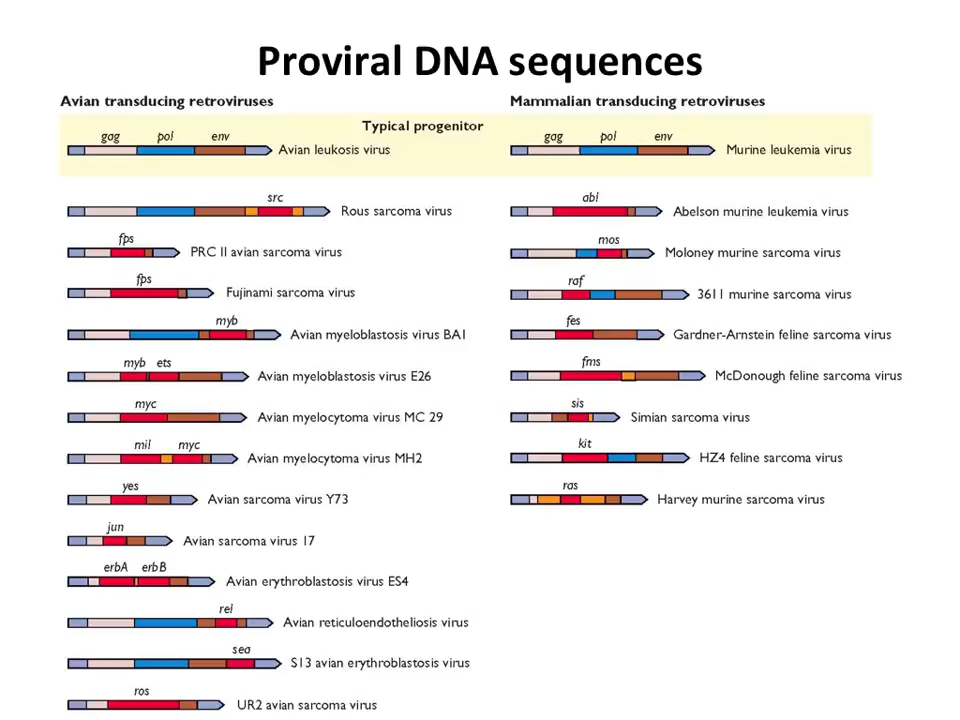 Proviral DNA sequences
Avian transducing retroviruses
Mammalian transducing retroviruses
Typical progenitor
gag pol env
Avian leukosis virus
gag pol env
Murine leukemia virus
src
Rous sarcoma virus
fps
PRC II avian sarcoma virus
fps
Fujinami sarcoma virus
myb
Avian myeloblastosis virus BA1
myb ets
Avian myeloblastosis virus E26
myc
Avian myelocytoma virus MC 29
mil myc
Avian myelocytoma virus MH2
yes
Avian sarcoma virus Y73
jun
Avian sarcoma virus 17
erbA erbB
Avian erythroblastosis virus ES4
rel
Avian reticuloendotheliosis virus
sea
S13 avian erythroblastosis virus
ros
UR2 avian sarcoma virus
abl
Abelson murine leukemia virus
mos
Moloney murine sarcoma virus
raf
3611 murine sarcoma virus
fes
Gardner-Arnstein feline sarcoma virus
fms
McDonough feline sarcoma virus
sis
Simian sarcoma virus
kit
HZ4 feline sarcoma virus
ras
Harvey murine sarcoma virus